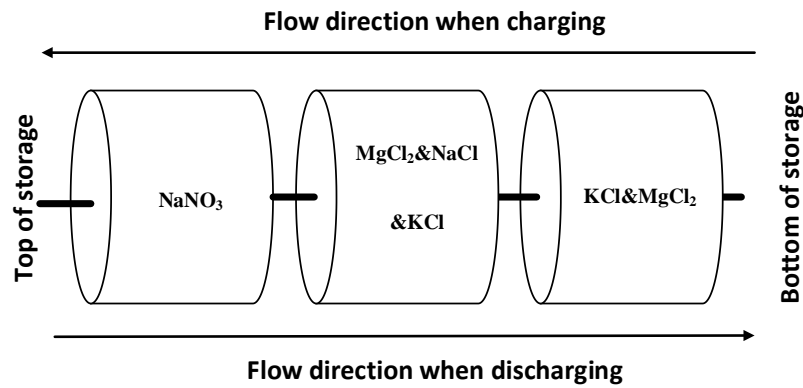 Flow direction when charging
Top of storage
NaNO₃
MgCl₂&NaCl
&KCl
KCl&MgCl₂
Bottom of storage
Flow direction when discharging